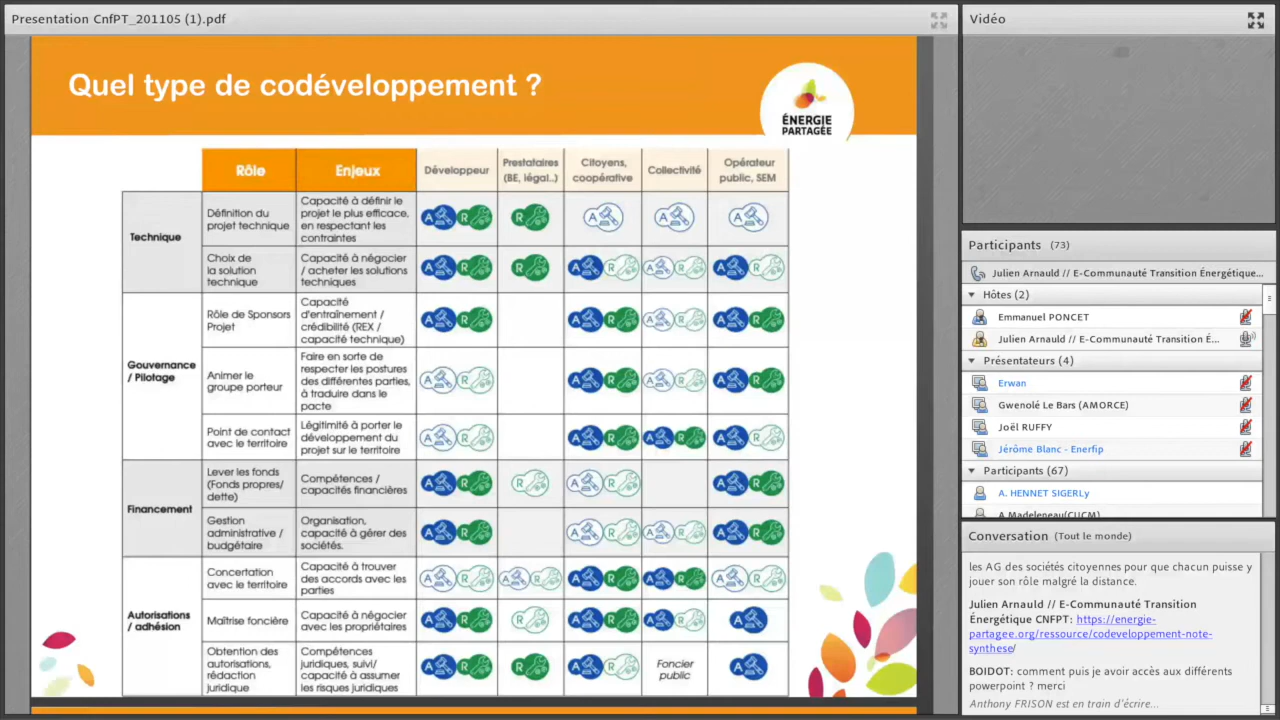 Presentation CnfPT_201105 (1).pdf
Quel type de codéveloppement ?
ÉNERGIE
PARTAGÉE
Rôle
Enjeux
Développeur
Prestataires
(BE, légal..)
Citoyens,
coopérative
Collectivité
Opérateur
public, SEM
Technique
Définition du
projet technique
Capacité à définir le
projet le plus efficace,
en respectant les
contraintes
A R
R
A
A
A
Choix de
la solution
technique
Capacité à négocier
/ acheter les solutions
techniques
A R
R
A R
A R
A R
Gouvernance
/ Pilotage
Rôle de Sponsors
Projet
Capacité
d'entraînement /
crédibilité (REX /
capacité technique)
A R
A R
A R
A R
Animer le
groupe porteur
Faire en sorte de
respecter les postures
des différentes parties,
à traduire dans le
pacte
A R
A R
A R
A R
Point de contact
avec le territoire
Légitimité à porter le
développement du
projet sur le territoire
A R
A R
A R
A R
Financement
Lever les fonds
(Fonds propres/
dette)
Compétences /
capacités financières
A R
R
A R
A R
Gestion
administrative /
budgétaire
Organisation,
capacité à gérer des
sociétés.
A R
A R
A R
A R
Autorisations
/ adhésion
Concertation
avec le territoire
Capacité à trouver
des accords avec les
parties
A R
A R
A R
A R
A R
Maîtrise foncière
Capacité à négocier
avec les propriétaires
A R
R
A R
A R
A
Obtention des
autorisations,
rédaction
juridique
Compétences
juridiques, suivi/
capacité à assumer
les risques juridiques
A R
R
A R
Foncier
public
A
Vidéo
Participants (73)
Julien Arnauld // E-Communauté Transition Énergétique...
Hôtes (2)
Emmanuel PONCET
Julien Arnauld // E-Communauté Transition É...
Présentateurs (4)
Erwan
Gwenolé Le Bars (AMORCE)
Joël RUFFY
Jérôme Blanc - Enerfip
Participants (67)
A. HENNET SIGERLy
A Madeleneau(CUCM)
Conversation (Tout le monde)
les AG des sociétés citoyennes pour que chacun puisse y
jouer son rôle malgré la distance.
Julien Arnauld // E-Communauté Transition
Énergétique CNFPT: https://energie-
partagee.org/ressource/codeveloppement-note-
synthese/
BOIDOT: comment puis je avoir accès aux différents
powerpoint ? merci
Anthony FRISON est en train d'écrire...